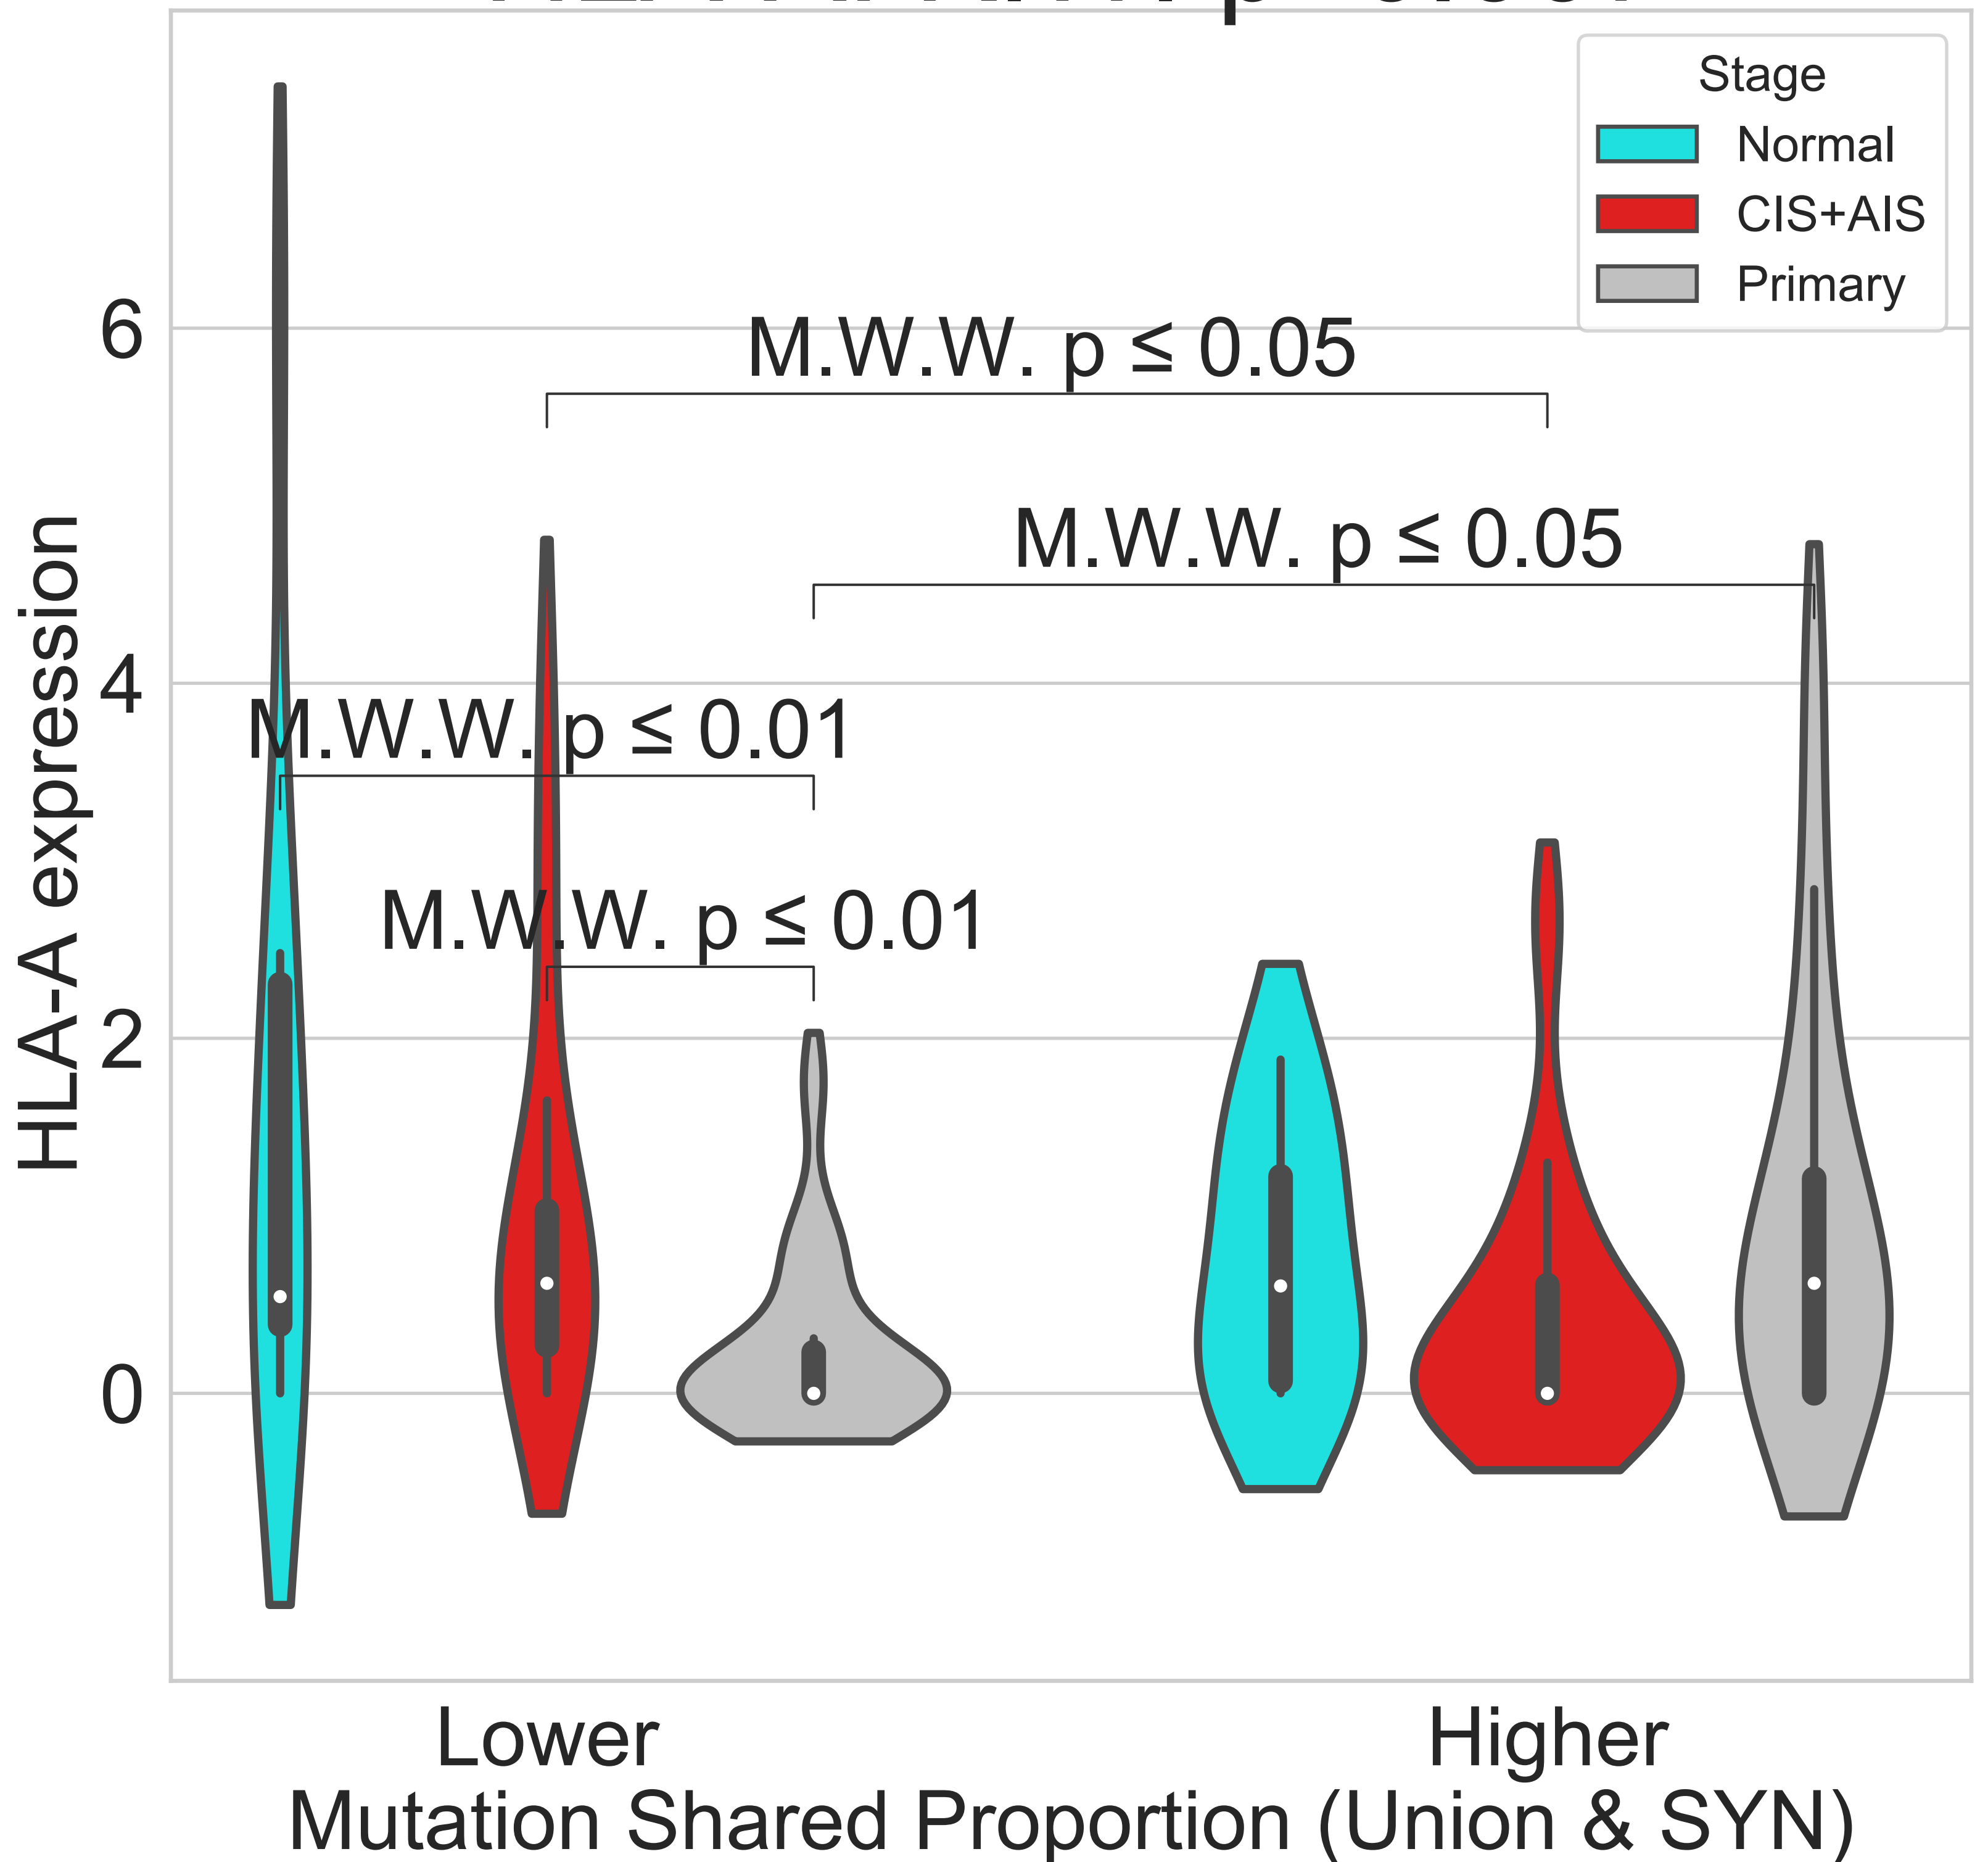 Stage
Normal
CIS+AIS
Primary
6
M.W.W. p ≤ 0.05
M.W.W. p ≤ 0.05
4
M.W.W. p ≤ 0.01
M.W.W. p ≤ 0.01
2
0
HLA-A expression
Lower
Higher
Mutation Shared Proportion (Union & SYN)